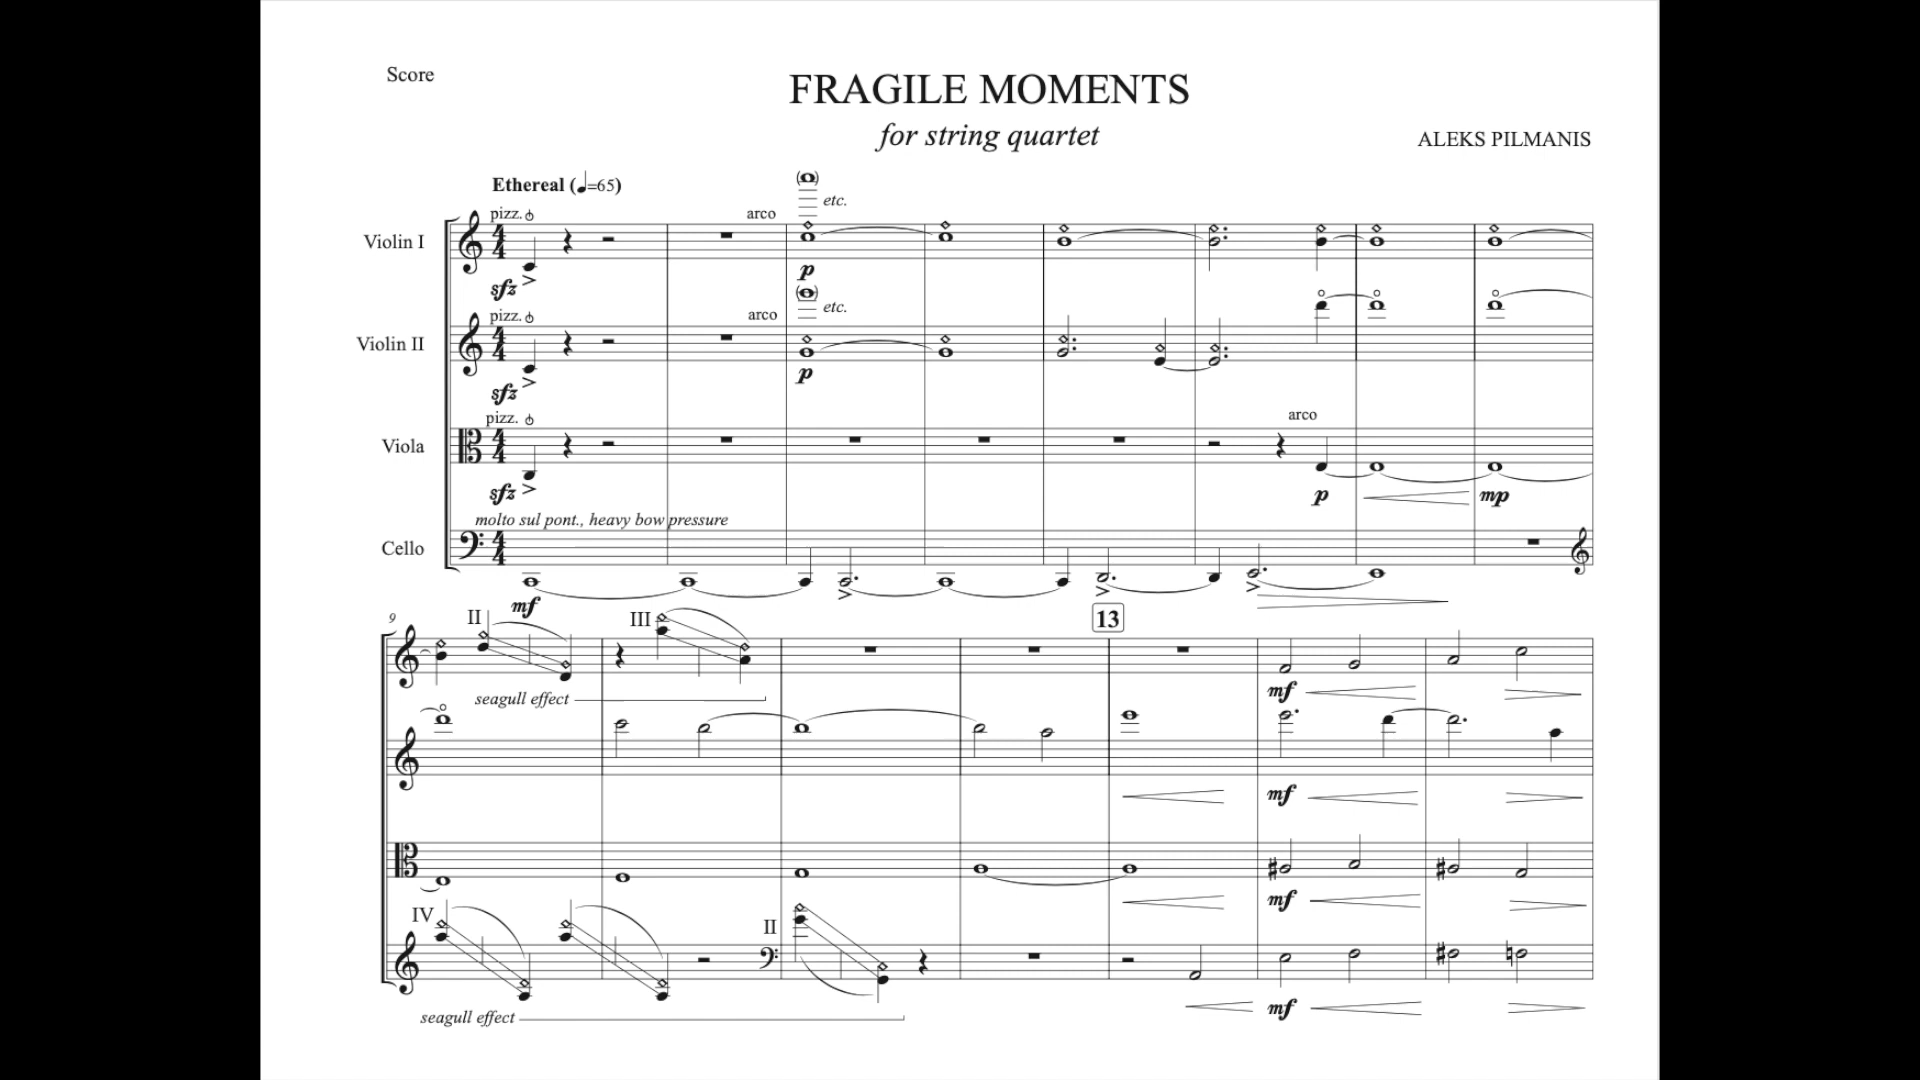 Score
FRAGILE MOMENTS
for string quartet
ALEKS PILMANIS
Ethereal (♩=65)
pizz. arco etc.
Violin I
sfz p
pizz. arco etc.
Violin II
sfz p
pizz. arco
Viola
sfz p mp
molto sul pont., heavy bow pressure
Cello
mf
9 II III 13
seagull effect mf
mf
mf
IV II
mf
seagull effect